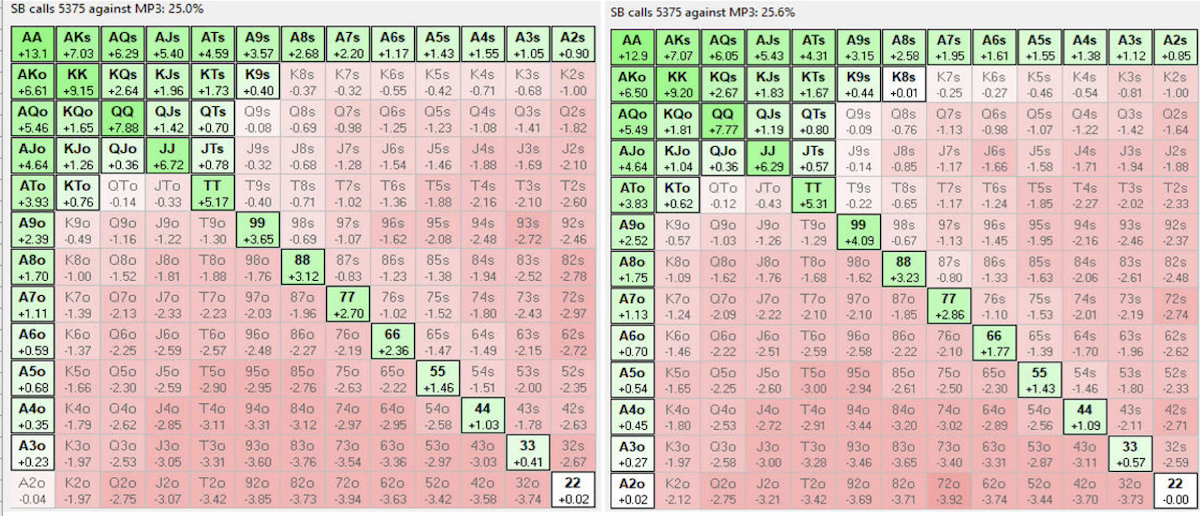 SB calls 5375 against MP3: 25.0%
AA AKs AQs AJs ATs A9s A8s A7s A6s A5s A4s A3s A2s
+13.1 +7.03 +6.29 +5.40 +4.59 +3.57 +2.68 +2.20 +1.17 +1.43 +1.55 +1.05 +0.90
AKo KK KQs KJs KTs K9s K8s K7s K6s K5s K4s K3s K2s
+6.61 +9.15 +2.64 +1.96 +1.73 +0.40 -0.37 -0.32 -0.55 -0.42 -0.71 -0.68 -1.00
AQo KQo QQ QJs QTs Q9s Q8s Q7s Q6s Q5s Q4s Q3s Q2s
+5.46 +1.65 +7.88 +1.42 +0.70 -0.08 -0.69 -0.98 -1.25 -1.23 -1.08 -1.41 -1.82
AJo KJo QJo JJ JTs J9s J8s J7s J6s J5s J4s J3s J2s
+4.64 +1.26 +0.36 +6.72 +0.78 -0.32 -0.68 -1.28 -1.54 -1.46 -1.88 -1.69 -2.10
ATo KTo QTo JTo TT T9s T8s T7s T6s T5s T4s T3s T2s
+3.93 +0.76 -0.14 -0.33 +5.17 -0.40 -0.71 -1.02 -1.36 -1.88 -2.16 -2.10 -2.60
A9o K9o Q9o J9o T9o 99 98s 97s 96s 95s 94s 93s 92s
+2.39 -0.49 -1.16 -1.22 -1.30 +3.65 -0.69 -1.07 -1.62 -2.08 -2.48 -2.72 -2.46
A8o K8o Q8o J8o T8o 98o 88 87s 86s 85s 84s 83s 82s
+1.70 -1.00 -1.52 -1.81 -1.88 -1.76 +3.12 -0.83 -1.23 -1.38 -1.94 -2.52 -2.78
A7o K7o Q7o J7o T7o 97o 87o 77 76s 75s 74s 73s 72s
+1.11 -1.39 -2.13 -2.33 -2.23 -2.03 -1.96 +2.70 -1.02 -1.52 -1.80 -2.43 -2.97
A6o K6o Q6o J6o T6o 96o 86o 76o 66 65s 64s 63s 62s
+0.59 -1.37 -2.25 -2.59 -2.57 -2.48 -2.27 -2.19 +2.36 -1.47 -1.49 -2.15 -2.72
A5o K5o Q5o J5o T5o 95o 85o 75o 65o 55 54s 53s 52s
+0.68 -1.66 -2.30 -2.59 -2.90 -2.95 -2.76 -2.63 -2.22 +1.46 -1.51 -2.00 -2.35
A4o K4o Q4o J4o T4o 94o 84o 74o 64o 54o 44 43s 42s
+0.35 -1.79 -2.62 -2.85 -3.11 -3.31 -3.12 -2.97 -2.95 -2.58 +1.03 -1.78 -2.63
A3o K3o Q3o J3o T3o 93o 83o 73o 63o 53o 43o 33 32s
+0.23 -1.97 -2.53 -3.05 -3.31 -3.60 -3.76 -3.54 -3.36 -2.97 -3.03 +0.41 -2.67
A2o K2o Q2o J2o T2o 92o 82o 72o 62o 52o 42o 32o 22
-0.04 -1.97 -2.75 -3.07 -3.42 -3.85 -3.73 -3.94 -3.63 -3.42 -3.58 -3.74 +0.02
SB calls 5375 against MP3: 25.6%
AA AKs AQs AJs ATs A9s A8s A7s A6s A5s A4s A3s A2s
+12.9 +7.07 +6.05 +5.43 +4.31 +3.15 +2.58 +1.95 +1.61 +1.55 +1.38 +1.12 +0.85
AKo KK KQs KJs KTs K9s K8s K7s K6s K5s K4s K3s K2s
+6.50 +9.20 +2.67 +1.83 +1.67 +0.44 +0.01 -0.25 -0.27 -0.46 -0.54 -0.81 -1.00
AQo KQo QQ QJs QTs Q9s Q8s Q7s Q6s Q5s Q4s Q3s Q2s
+5.49 +1.81 +7.77 +1.19 +0.80 -0.09 -0.76 -1.13 -0.98 -1.07 -1.22 -1.42 -1.64
AJo KJo QJo JJ JTs J9s J8s J7s J6s J5s J4s J3s J2s
+4.64 +1.04 +0.36 +6.29 +0.57 -0.14 -0.85 -1.17 -1.66 -1.58 -1.71 -1.94 -1.88
ATo KTo QTo JTo TT T9s T8s T7s T6s T5s T4s T3s T2s
+3.83 +0.62 -0.12 -0.43 +5.31 -0.22 -0.65 -1.17 -1.24 -1.85 -2.27 -2.02 -2.33
A9o K9o Q9o J9o T9o 99 98s 97s 96s 95s 94s 93s 92s
+2.52 -0.57 -1.03 -1.26 -1.29 +4.09 -0.67 -1.13 -1.45 -1.95 -2.16 -2.46 -2.37
A8o K8o Q8o J8o T8o 98o 88 87s 86s 85s 84s 83s 82s
+1.75 -1.09 -1.62 -1.76 -1.68 -1.62 +3.23 -0.80 -1.33 -1.63 -2.06 -2.61 -2.48
A7o K7o Q7o J7o T7o 97o 87o 77 76s 75s 74s 73s 72s
+1.13 -1.24 -2.09 -2.22 -2.10 -2.10 -1.85 +2.86 -1.10 -1.53 -2.01 -2.19 -2.74
A6o K6o Q6o J6o T6o 96o 86o 76o 66 65s 64s 63s 62s
+0.70 -1.46 -2.22 -2.51 -2.59 -2.58 -2.22 -2.10 +1.77 -1.39 -1.70 -1.96 -2.62
A5o K5o Q5o J5o T5o 95o 85o 75o 65o 55 54s 53s 52s
+0.54 -1.65 -2.25 -2.60 -3.00 -2.94 -2.61 -2.50 -2.30 +1.43 -1.46 -1.80 -2.33
A4o K4o Q4o J4o T4o 94o 84o 74o 64o 54o 44 43s 42s
+0.45 -1.80 -2.53 -2.72 -2.91 -3.44 -3.20 -3.02 -2.89 -2.56 +1.09 -2.11 -2.71
A3o K3o Q3o J3o T3o 93o 83o 73o 63o 53o 43o 33 32s
+0.27 -1.97 -2.58 -3.00 -3.28 -3.46 -3.65 -3.40 -3.31 -2.87 -3.11 +0.57 -2.59
A2o K2o Q2o J2o T2o 92o 82o 72o 62o 52o 42o 32o 22
+0.02 -2.12 -2.75 -3.21 -3.42 -3.69 -3.71 -3.92 -3.74 -3.44 -3.70 -3.73 -0.00